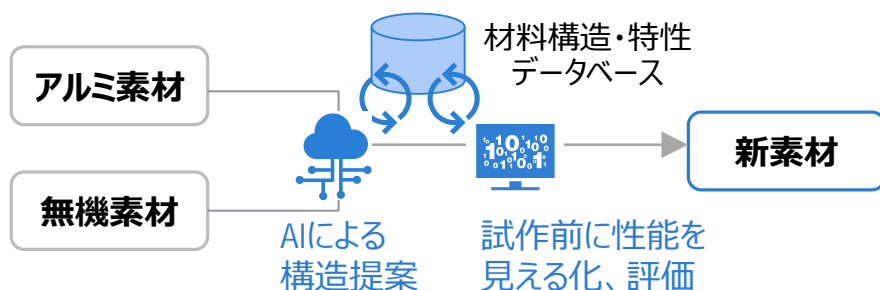 材料構造・特性
データベース
アルミ素材
無機素材
新素材
AIによる
構造提案
試作前に性能を
見える化、評価